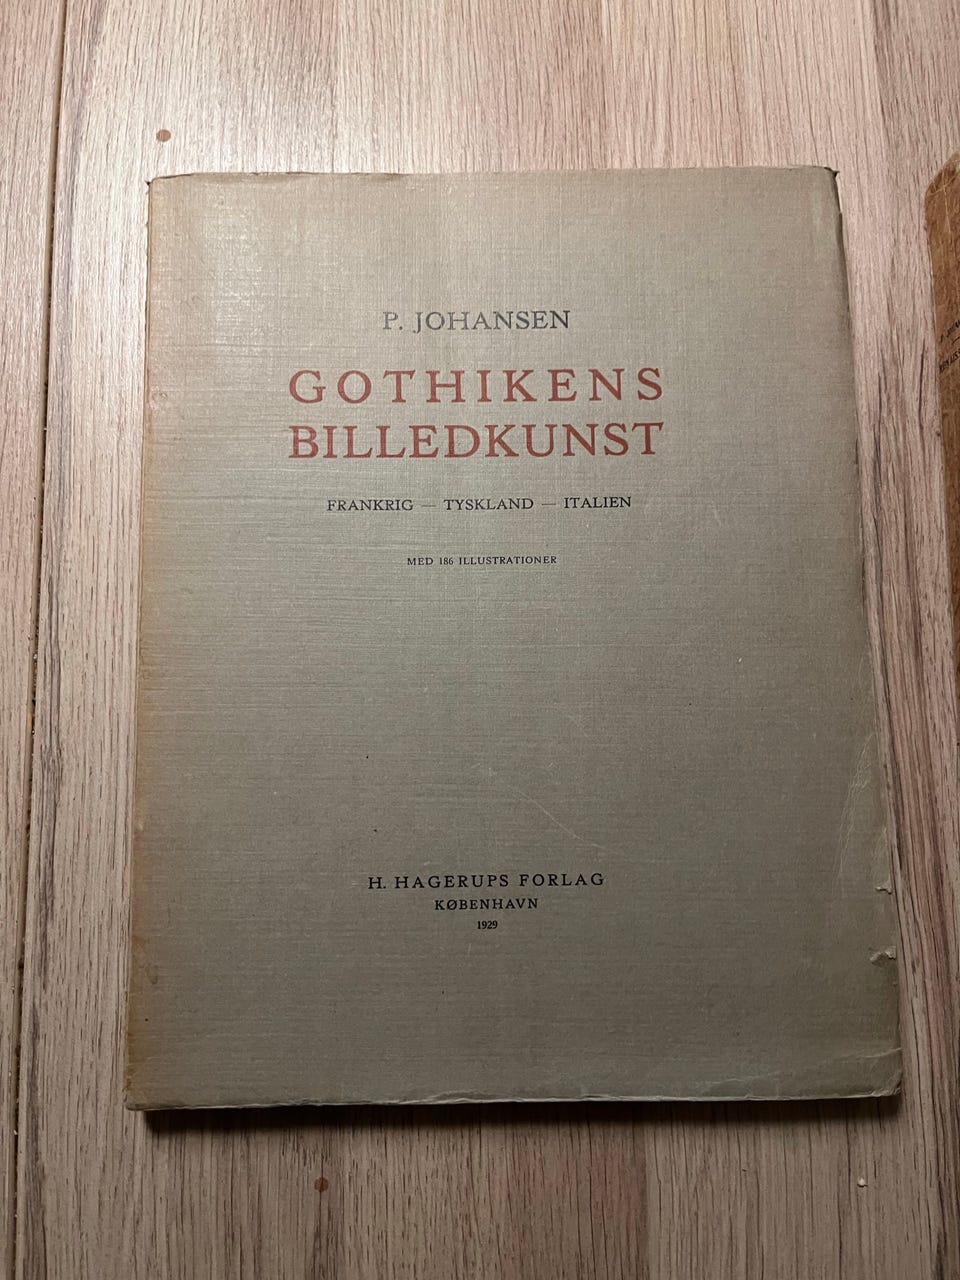 P. JOHANSEN
GOTHIKENS
BILLEDKUNST
FRANKRIG — TYSKLAND — ITALIEN
MED 186 ILLUSTRATIONER
H. HAGERUPS FORLAG
KØBENHAVN
1929